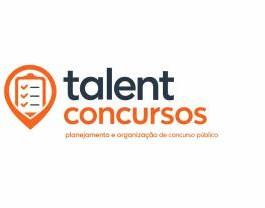 talent
concursos
planejamento e organização de concurso público